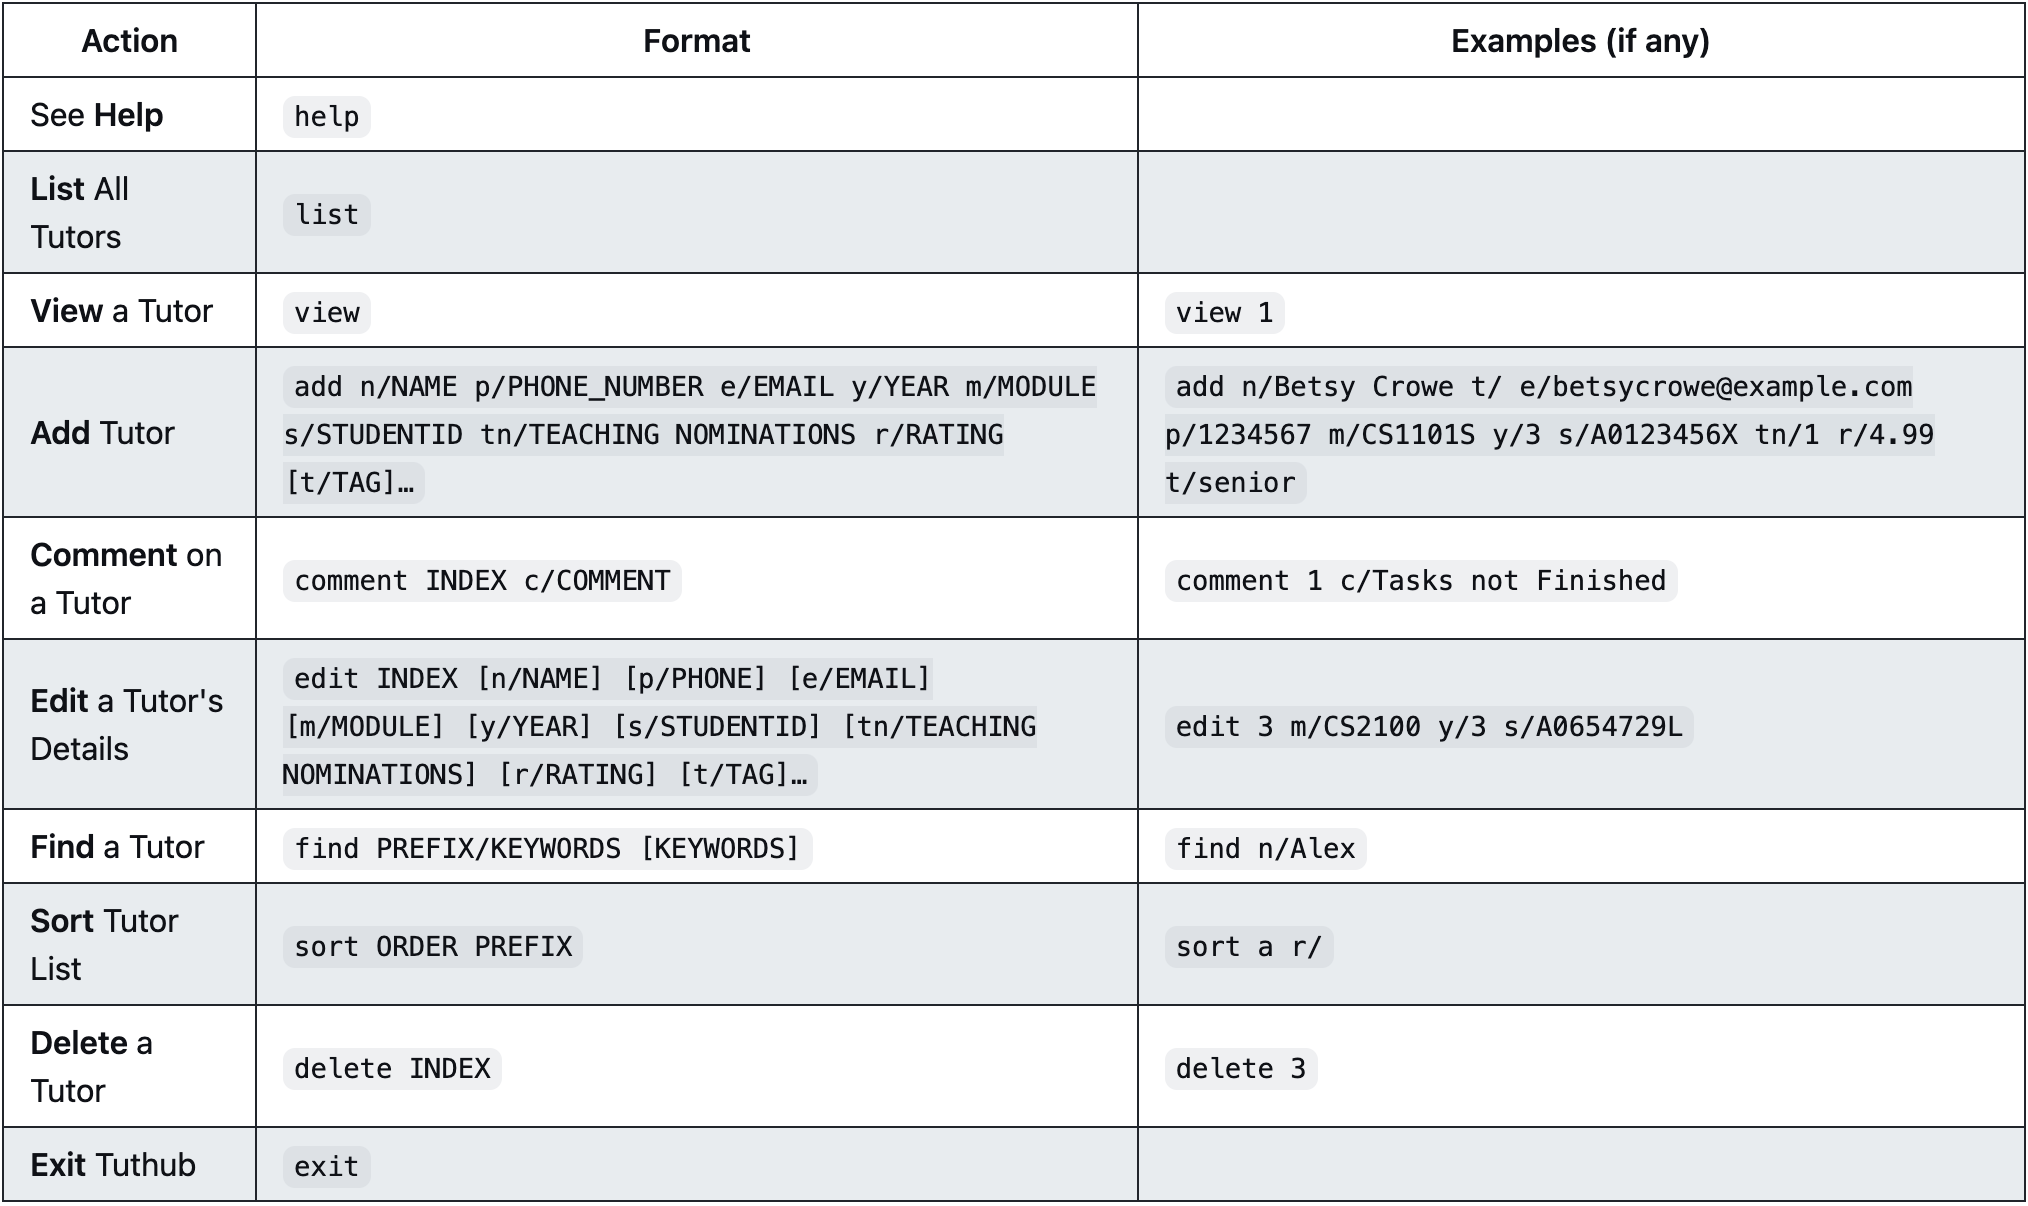 Action Format Examples (if any)
See Help help
List All
Tutors
list
View a Tutor view view 1
Add Tutor
add n/NAME p/PHONE_NUMBER e/EMAIL y/YEAR m/MODULE
s/STUDENTID tn/TEACHING NOMINATIONS r/RATING
[t/TAG]…
add n/Betsy Crowe t/ e/betsycrowe@example.com
p/1234567 m/CS1101S y/3 s/A0123456X tn/1 r/4.99
t/senior
Comment on
a Tutor
comment INDEX c/COMMENT
comment 1 c/Tasks not Finished
Edit a Tutor's
Details
edit INDEX [n/NAME] [p/PHONE] [e/EMAIL]
[m/MODULE] [y/YEAR] [s/STUDENTID] [tn/TEACHING
NOMINATIONS] [r/RATING] [t/TAG]…
edit 3 m/CS2100 y/3 s/A0654729L
Find a Tutor find PREFIX/KEYWORDS [KEYWORDS] find n/Alex
Sort Tutor
List
sort ORDER PREFIX
sort a r/
Delete a
Tutor
delete INDEX
delete 3
Exit Tuthub exit